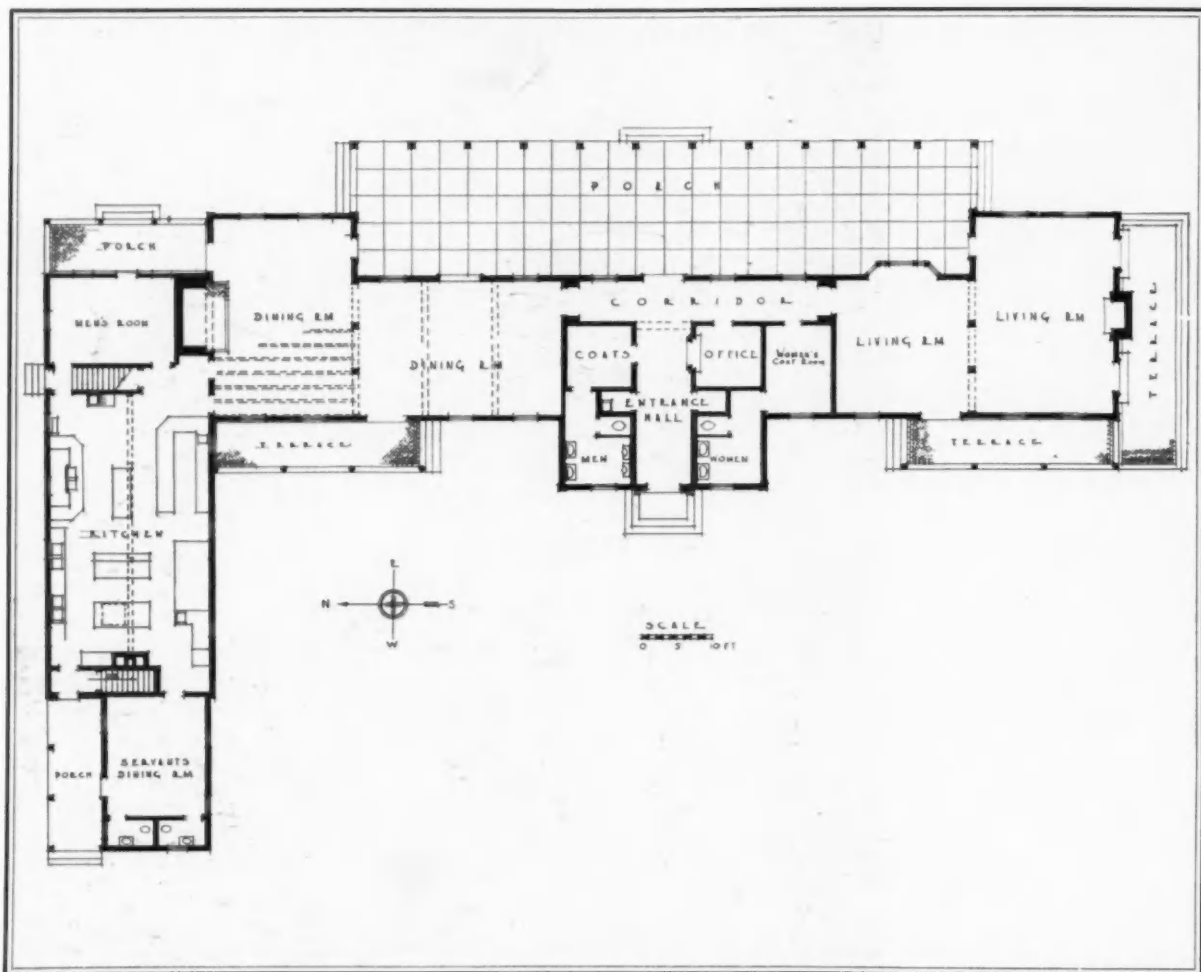 PORCH
PORCH
MEN'S ROOM
DINING RM
CORRIDOR
LIVING RM
TERRACE
COATS
OFFICE
WOMEN'S
COAT ROOM
LIVING RM
DINING RM
ENTRANCE
HALL
TERRACE
TERRACE
MEN
WOMEN
KITCHEN
E
N S
W
SCALE
0 5 10 FT
PORCH
SERVANTS
DINING RM